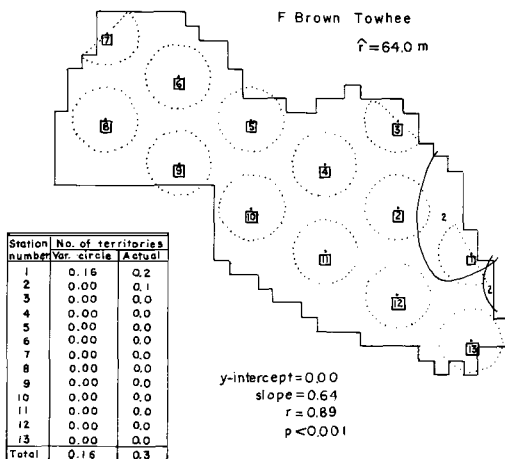 F Brown Towhee
r̂=64.0 m
7
6
8
5
3
9
4
10
2
2
11
1
2
12
13
Station number No. of territories
Var. circle Actual
1 0.16 0.2
2 0.00 0.1
3 0.00 0.0
4 0.00 0.0
5 0.00 0.0
6 0.00 0.0
7 0.00 0.0
8 0.00 0.0
9 0.00 0.0
10 0.00 0.0
11 0.00 0.0
12 0.00 0.0
13 0.00 0.0
Total 0.16 0.3
y-intercept=0.00
slope=0.64
r=0.89
p<0.001